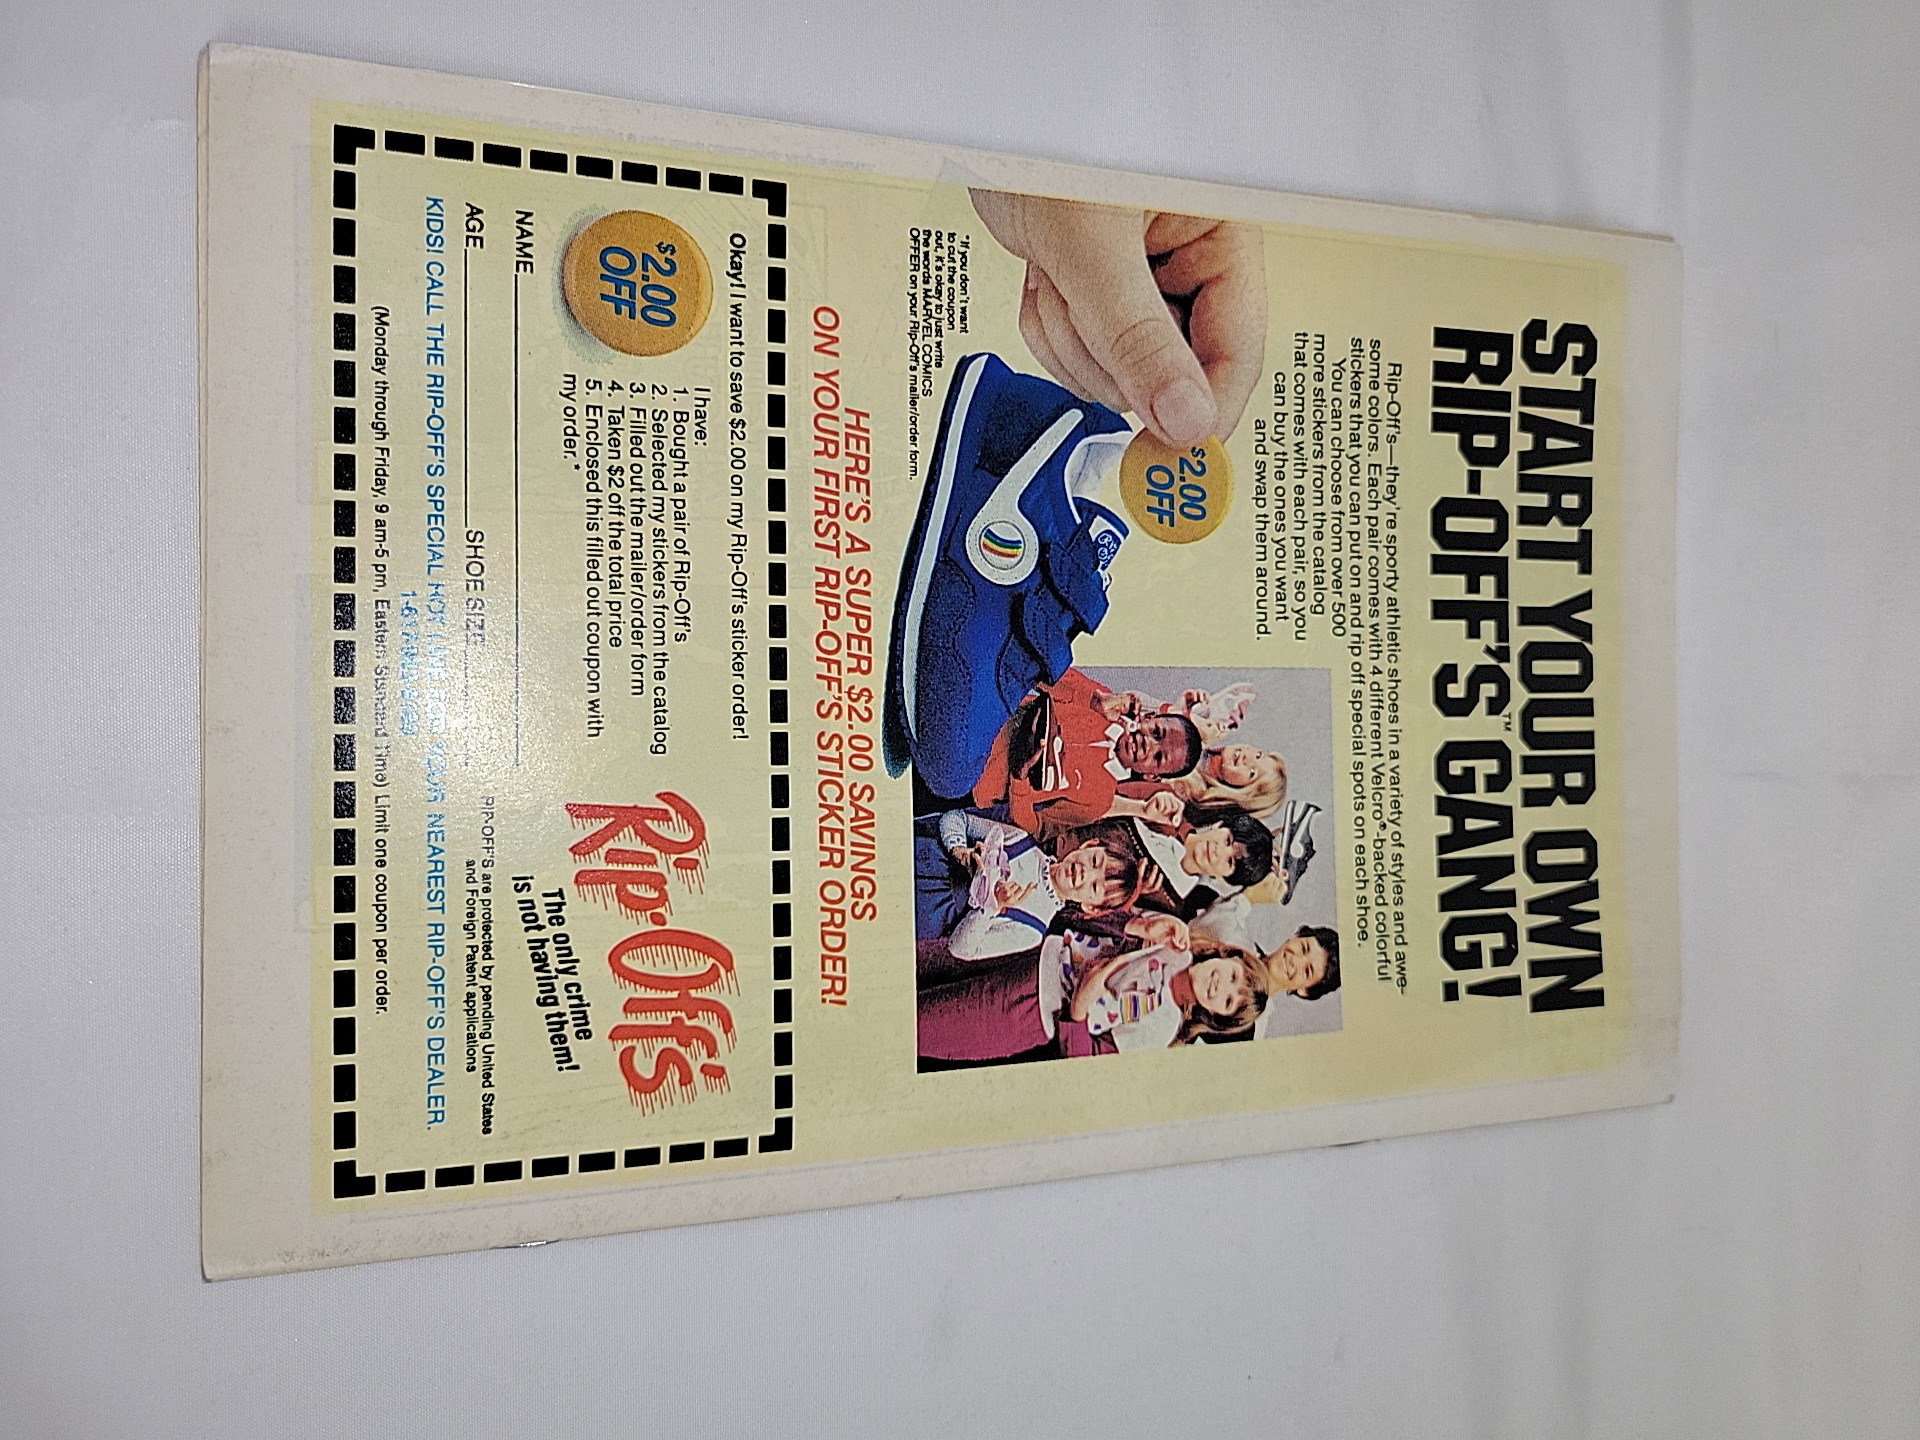 START YOUR OWN
RIP-OFF'S™ GANG!
Rip-Off's—they're sporty athletic shoes in a variety of styles and awe-
some colors. Each pair comes with 4 different Velcro®-backed colorful
stickers that you can put on and rip off special spots on each shoe.
You can choose from over 500
more stickers from the catalog
that comes with each pair, so you
can buy the ones you want
and swap them around.
$2.00
OFF
*If you don't want
to cut the coupon
out, it's okay to just write
the words MARVEL COMICS
OFFER on your Rip-Off's mailer/order form.
HERE'S A SUPER $2.00 SAVINGS
ON YOUR FIRST RIP-OFF'S STICKER ORDER!
Okay! I want to save $2.00 on my Rip-Off's sticker order!
$2.00
OFF
I have:
1. Bought a pair of Rip-Off's
2. Selected my stickers from the catalog
3. Filled out the mailer/order form
4. Taken $2 off the total price
5. Enclosed this filled out coupon with
my order.*
Rip-Off's
The only crime
is not having them!
NAME
AGE SHOE SIZE
RIP-OFF'S are protected by pending United States
and Foreign Patent applications
KIDS! CALL THE RIP-OFF'S SPECIAL HOT LINE FOR YOUR NEAREST RIP-OFF'S DEALER.
(Monday through Friday, 9 am-5 pm, Eastern Standard Time) Limit one coupon per order.